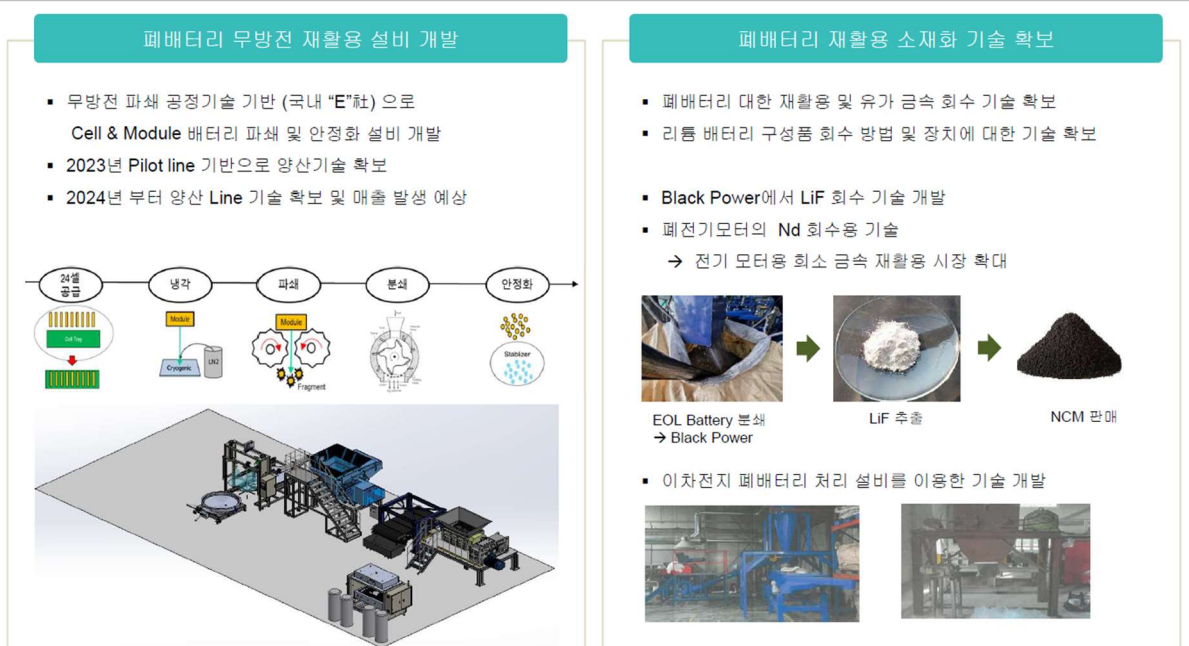 폐배터리 무방전 재활용 설비 개발
▪ 무방전 파쇄 공정기술 기반 (국내 “E”社) 으로
Cell & Module 배터리 파쇄 및 안정화 설비 개발
▪ 2023년 Pilot line 기반으로 양산기술 확보
▪ 2024년 부터 양산 Line 기술 확보 및 매출 발생 예상
24셀
공급
냉각
파쇄
분쇄
안정화
Cell Tray
Module
Cryogenic
LN2
Module
Fragment
Stablizer
폐배터리 재활용 소재화 기술 확보
▪ 폐배터리 대한 재활용 및 유가 금속 회수 기술 확보
▪ 리튬 배터리 구성품 회수 방법 및 장치에 대한 기술 확보
▪ Black Power에서 LiF 회수 기술 개발
▪ 폐전기모터의 Nd 회수용 기술
→ 전기 모터용 희소 금속 재활용 시장 확대
EOL Battery 분쇄
→ Black Power
LiF 추출
NCM 판매
▪ 이차전지 폐배터리 처리 설비를 이용한 기술 개발